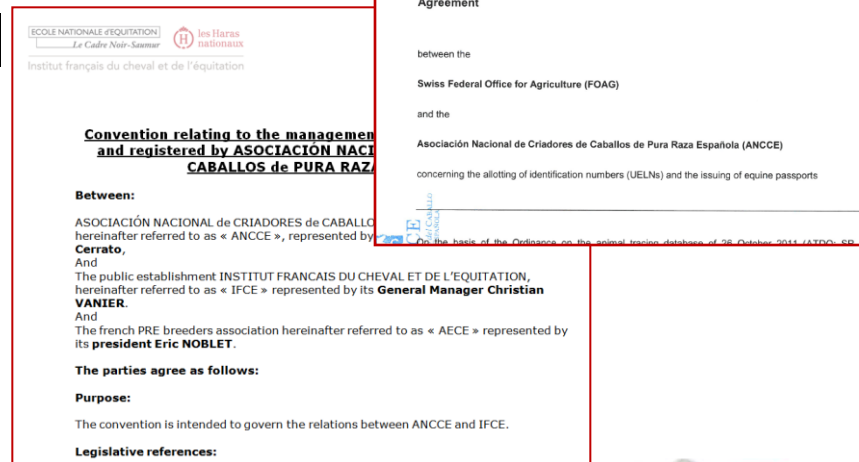 ECOLE NATIONALE d'EQUITATION
Le Cadre Noir-Saumur
les Haras
nationaux
Institut français du cheval et de l'équitation
Convention relating to the
and registered by ASOCIACIÓN
CABALLOS de PURA
Between:
ASOCIACIÓN NACIONAL de CRIADORES de
hereinafter referred to as « ANCCE », represented by
Cerrato,
And
The public establishment INSTITUT FRANCAIS DU CHEVAL ET DE L'EQUITATION,
hereinafter referred to as « IFCE » represented by its General Manager Christian
VANIER.
And
The french PRE breeders association hereinafter referred to as « AECE » represented by
its president Eric NOBLET.
The parties agree as follows:
Purpose:
The convention is intended to govern the relations between ANCCE and IFCE.
Legislative references:
Agreement
between the
Swiss Federal Office for Agriculture (FOAG)
and the
Asociación Nacional de Criadores de Caballos de Pura Raza Española (ANCCE)
concerning the allotting of identification numbers (UELNs) and the issuing of equine passports
On the basis of the Ordinance on the animal tracing database of 26 October 2011 (ATDO; SR